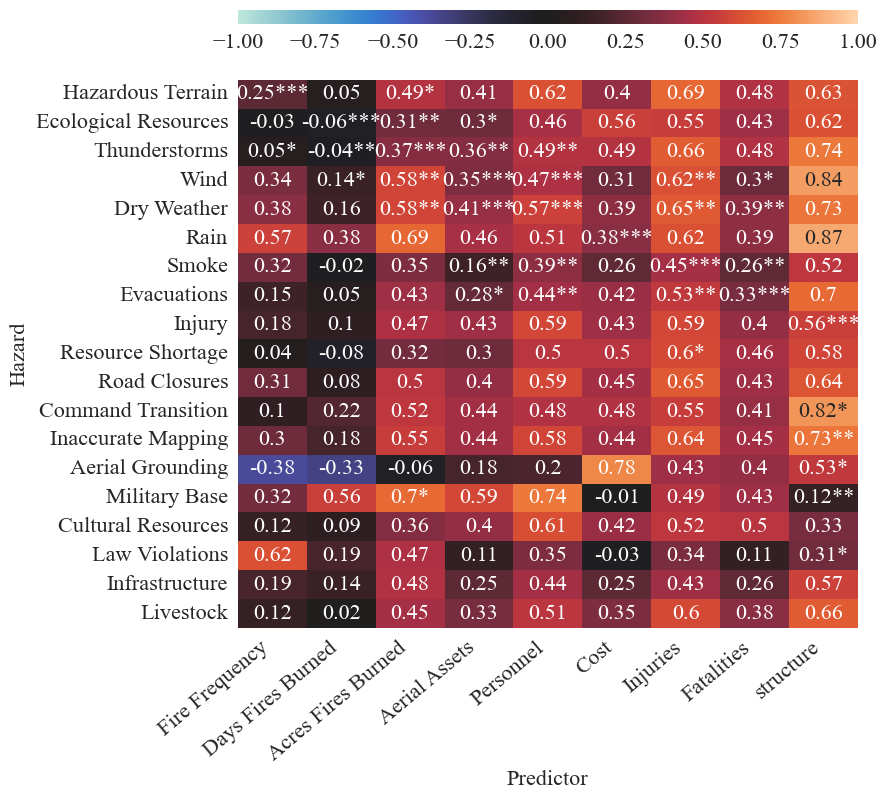 −1.00 −0.75 −0.50 −0.25 0.00 0.25 0.50 0.75 1.00
Hazardous Terrain 0.25*** 0.05 0.49* 0.41 0.62 0.4 0.69 0.48 0.63
Ecological Resources -0.03 -0.06*** 0.31** 0.3* 0.46 0.56 0.55 0.43 0.62
Thunderstorms 0.05* -0.04** 0.37*** 0.36** 0.49** 0.49 0.66 0.48 0.74
Wind 0.34 0.14* 0.58** 0.35*** 0.47*** 0.31 0.62** 0.3* 0.84
Dry Weather 0.38 0.16 0.58** 0.41*** 0.57*** 0.39 0.65** 0.39** 0.73
Rain 0.57 0.38 0.69 0.46 0.51 0.38*** 0.62 0.39 0.87
Smoke 0.32 -0.02 0.35 0.16** 0.39** 0.26 0.45*** 0.26** 0.52
Evacuations 0.15 0.05 0.43 0.28* 0.44** 0.42 0.53** 0.33*** 0.7
Injury 0.18 0.1 0.47 0.43 0.59 0.43 0.59 0.4 0.56***
Resource Shortage 0.04 -0.08 0.32 0.3 0.5 0.5 0.6* 0.46 0.58
Road Closures 0.31 0.08 0.5 0.4 0.59 0.45 0.65 0.43 0.64
Command Transition 0.1 0.22 0.52 0.44 0.48 0.48 0.55 0.41 0.82*
Inaccurate Mapping 0.3 0.18 0.55 0.44 0.58 0.44 0.64 0.45 0.73**
Aerial Grounding -0.38 -0.33 -0.06 0.18 0.2 0.78 0.43 0.4 0.53*
Military Base 0.32 0.56 0.7* 0.59 0.74 -0.01 0.49 0.43 0.12**
Cultural Resources 0.12 0.09 0.36 0.4 0.61 0.42 0.52 0.5 0.33
Law Violations 0.62 0.19 0.47 0.11 0.35 -0.03 0.34 0.11 0.31*
Infrastructure 0.19 0.14 0.48 0.25 0.44 0.25 0.43 0.26 0.57
Livestock 0.12 0.02 0.45 0.33 0.51 0.35 0.6 0.38 0.66
Hazard
Fire Frequency
Days Fires Burned
Acres Fires Burned
Aerial Assets
Personnel
Cost
Injuries
Fatalities
structure
Predictor